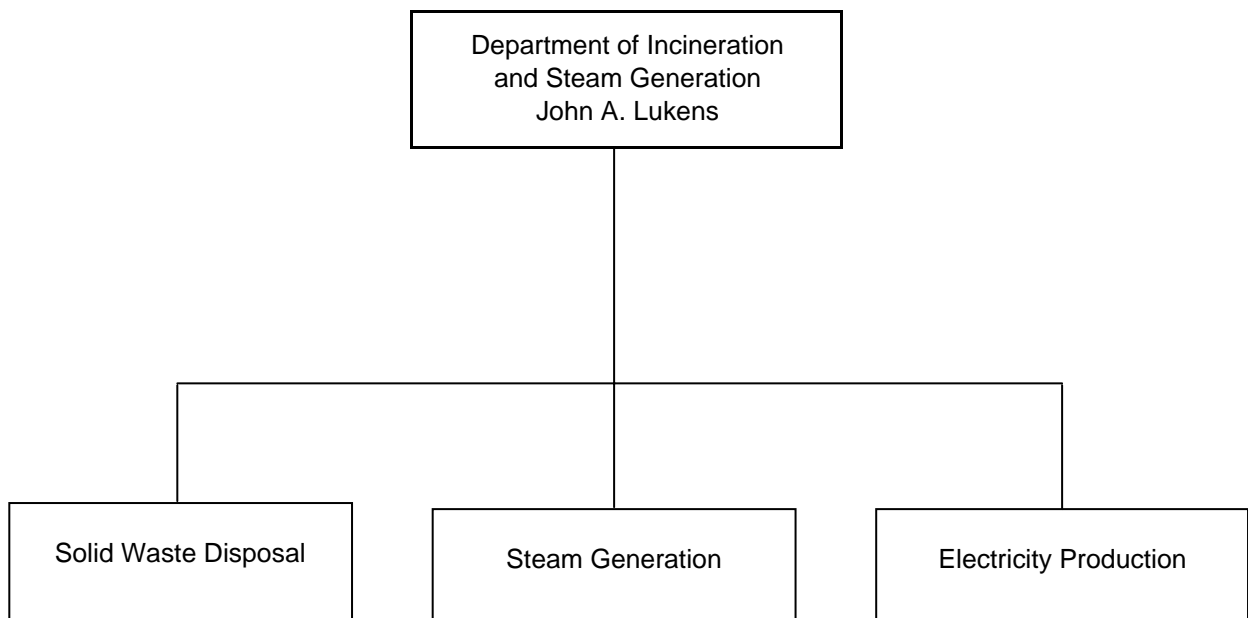 Department of Incineration
and Steam Generation
John A. Lukens
Solid Waste Disposal
Steam Generation
Electricity Production